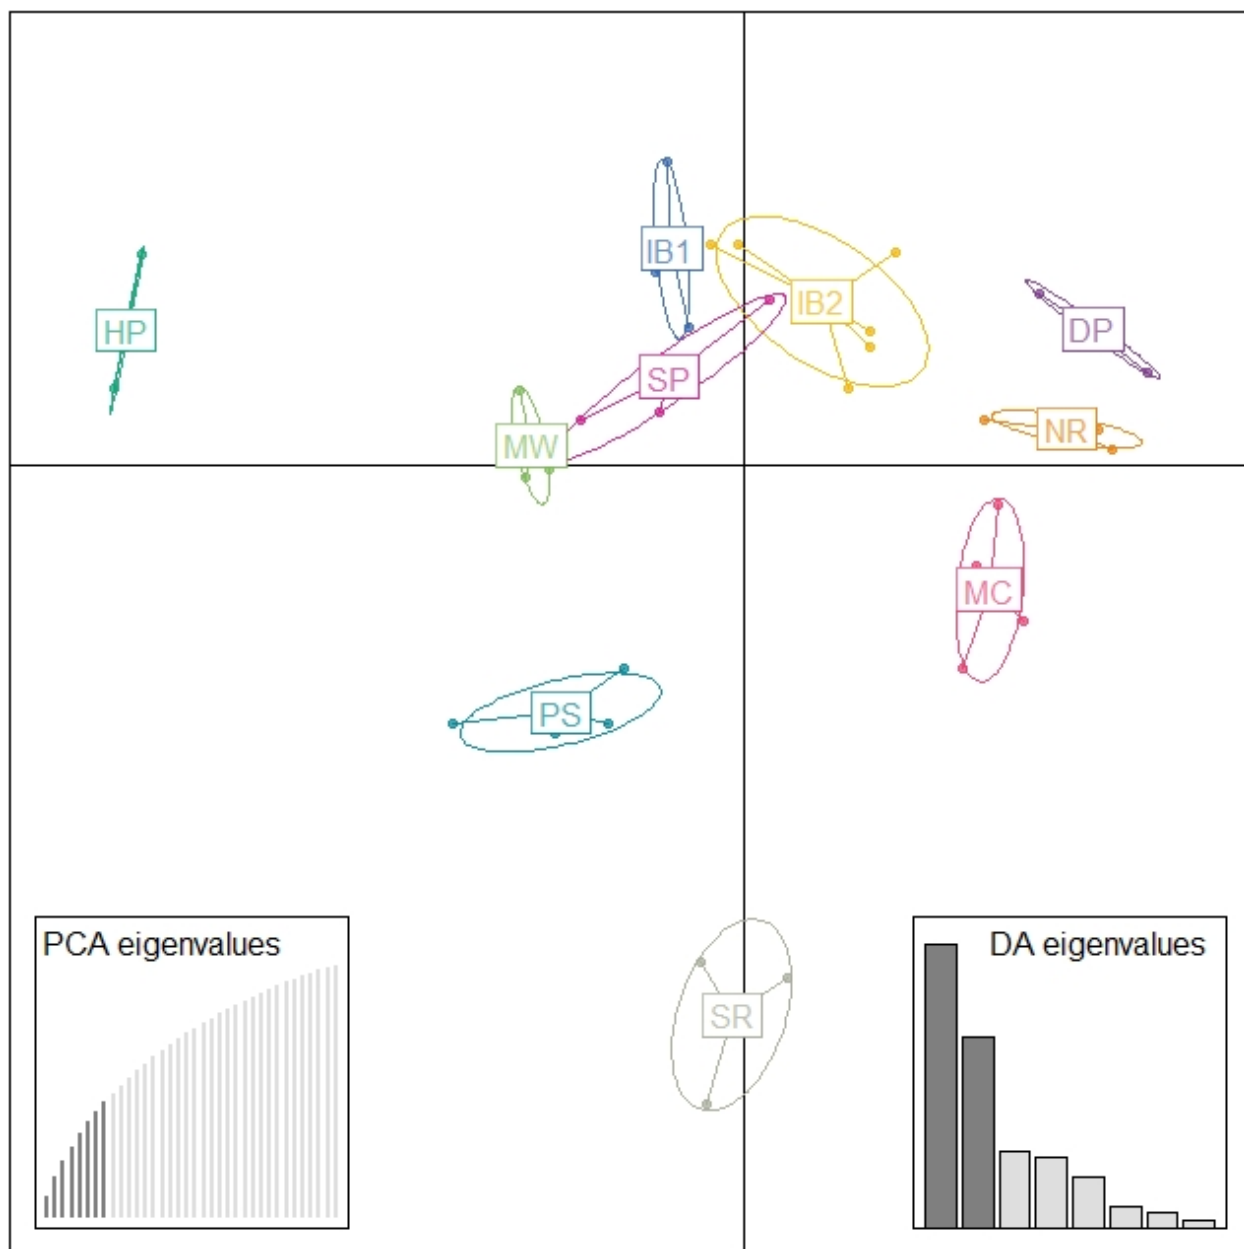 IB1
IB2
HP
DP
SP
NR
MW
MC
PS
PCA eigenvalues
DA eigenvalues
SR